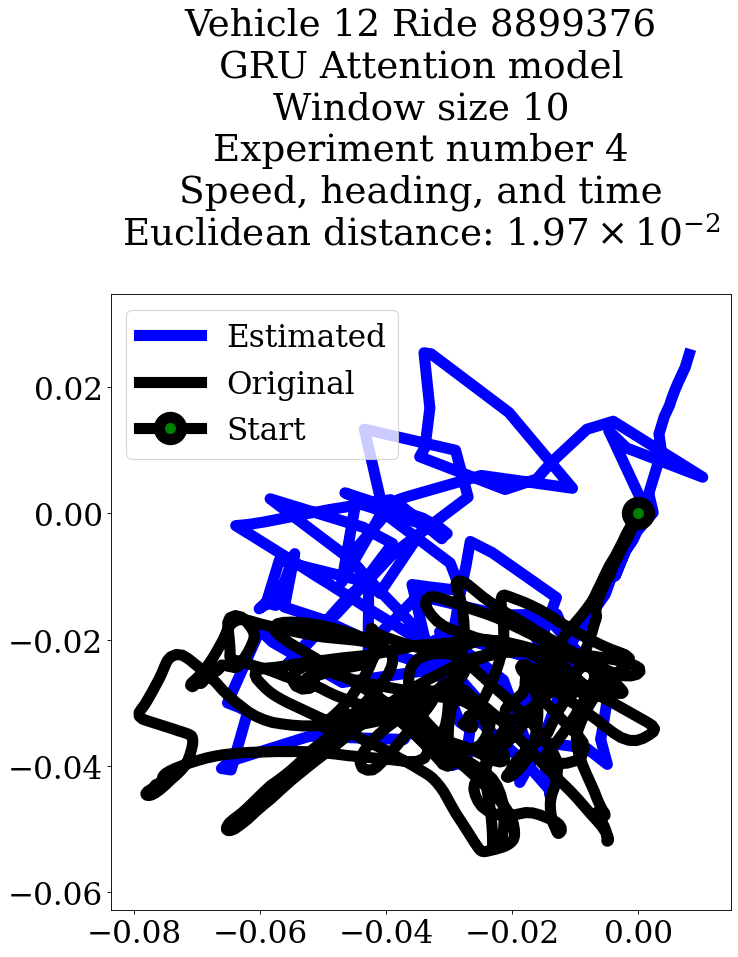 Vehicle 12 Ride 8899376
GRU Attention model
Window size 10
Experiment number 4
Speed, heading, and time
Euclidean distance: 1.97 × 10⁻²
Estimated
Original
Start
0.02
0.00
−0.02
−0.04
−0.06
−0.08 −0.06 −0.04 −0.02 0.00